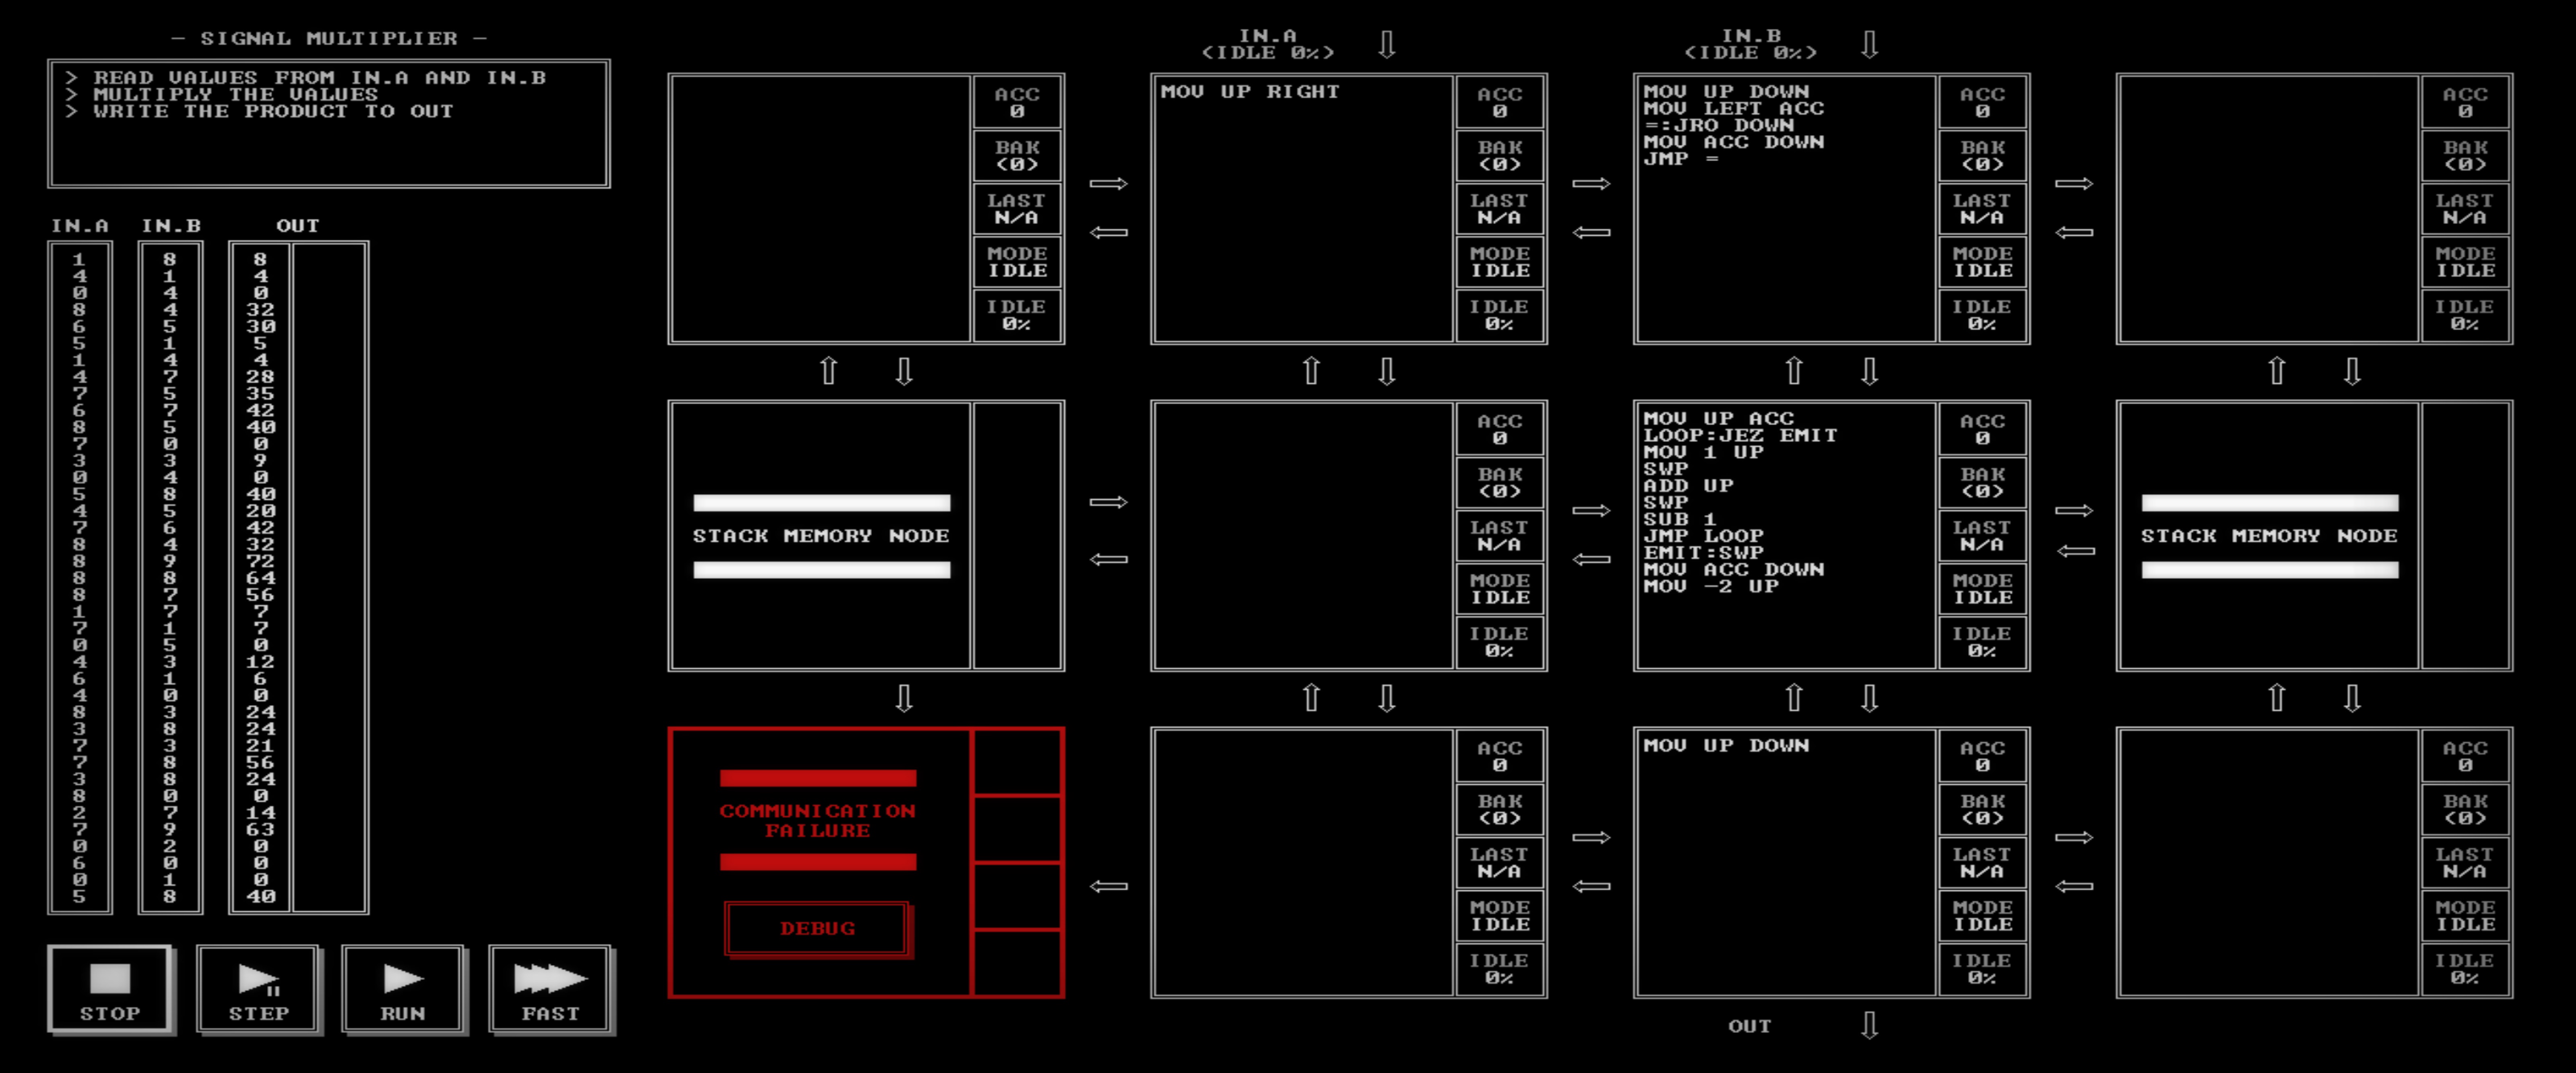 - SIGNAL MULTIPLIER -
> READ VALUES FROM IN.A AND IN.B
> MULTIPLY THE VALUES
> WRITE THE PRODUCT TO OUT
IN.A IN.B OUT
1 8 8
4 1 4
0 4 0
8 4 32
6 5 30
5 1 5
1 4 4
4 7 28
7 5 35
6 7 42
8 5 40
7 0 0
3 3 9
0 4 0
5 8 40
4 5 20
7 6 42
8 4 32
8 9 72
8 8 64
8 7 56
1 7 7
7 1 7
0 5 0
4 3 12
6 1 6
4 0 0
8 3 24
3 8 24
7 3 21
7 8 56
3 8 24
8 0 0
2 7 14
7 9 63
0 2 0
6 0 0
0 1 0
5 8 40
STOP
STEP
RUN
FAST
IN.A
(IDLE 0%)
IN.B
(IDLE 0%)
ACC
0
BAK
(0)
LAST
N/A
MODE
IDLE
IDLE
0%
MOV UP RIGHT
ACC
0
BAK
(0)
LAST
N/A
MODE
IDLE
IDLE
0%
MOV UP DOWN
MOV LEFT ACC
=:JRO DOWN
MOV ACC DOWN
JMP =
ACC
0
BAK
(0)
LAST
N/A
MODE
IDLE
IDLE
0%
ACC
0
BAK
(0)
LAST
N/A
MODE
IDLE
IDLE
0%
STACK MEMORY NODE
ACC
0
BAK
(0)
LAST
N/A
MODE
IDLE
IDLE
0%
MOV UP ACC
LOOP:JEZ EMIT
MOV 1 UP
SWP
ADD UP
SWP
SUB 1
JMP LOOP
EMIT:SWP
MOV ACC DOWN
MOV -2 UP
ACC
0
BAK
(0)
LAST
N/A
MODE
IDLE
IDLE
0%
STACK MEMORY NODE
COMMUNICATION
FAILURE
DEBUG
ACC
0
BAK
(0)
LAST
N/A
MODE
IDLE
IDLE
0%
MOV UP DOWN
ACC
0
BAK
(0)
LAST
N/A
MODE
IDLE
IDLE
0%
ACC
0
BAK
(0)
LAST
N/A
MODE
IDLE
IDLE
0%
OUT